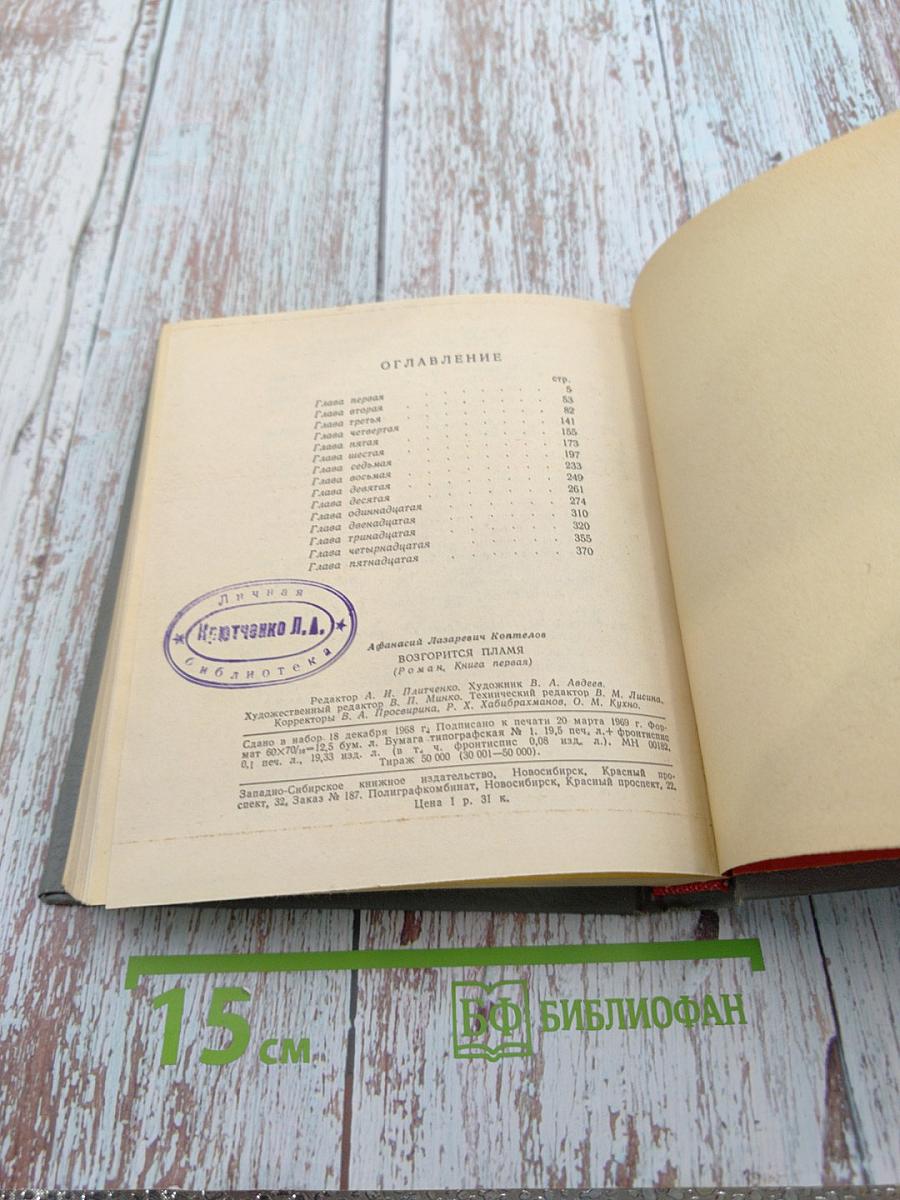 ОГЛАВЛЕНИЕ
стр.
Глава первая 5
Глава вторая 53
Глава третья 82
Глава четвертая 141
Глава пятая 155
Глава шестая 173
Глава седьмая 197
Глава восьмая 233
Глава девятая 249
Глава десятая 261
Глава одиннадцатая 274
Глава двенадцатая 310
Глава тринадцатая 320
Глава четырнадцатая 355
Глава пятнадцатая 370
Личная
Крютченко Л.А.
библиотека
Афанасий Лазаревич Коптелов
ВОЗГОРИТСЯ ПЛАМЯ
(Роман, Книга первая)
Редактор А. И. Плитченко. Художник В. А. Авдеев.
Художественный редактор В. П. Минко. Технический редактор В. М. Лисина.
Корректоры В. А. Просвирина, Р. Х. Хабибрахманов, О. М. Кухно.
Сдано в набор 18 декабря 1968 г. Подписано к печати 20 марта 1969 г. Фор-
мат 60×70/16=12,5 бум. л. Бумага типографская № 1. 19,5 печ. л.+ фронтиспис
0,1 печ. л., 19,33 изд. л. (в т. ч. фронтиспис 0,08 изд. л.). МН 00182.
Тираж 50 000 (30 001—50 000).
Западно-Сибирское книжное издательство, Новосибирск, Красный про-
спект, 32, Заказ № 187. Полиграфкомбинат, Новосибирск, Красный проспект, 22.
Цена 1 р. 31 к.
15 см
БФ БИБЛИОФАН